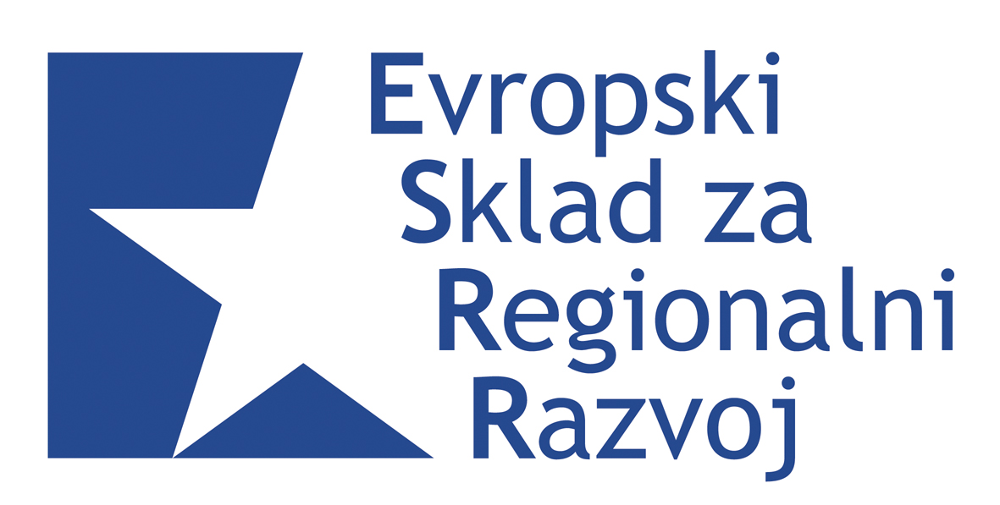 Evropski
Sklad za
Regionalni
Razvoj